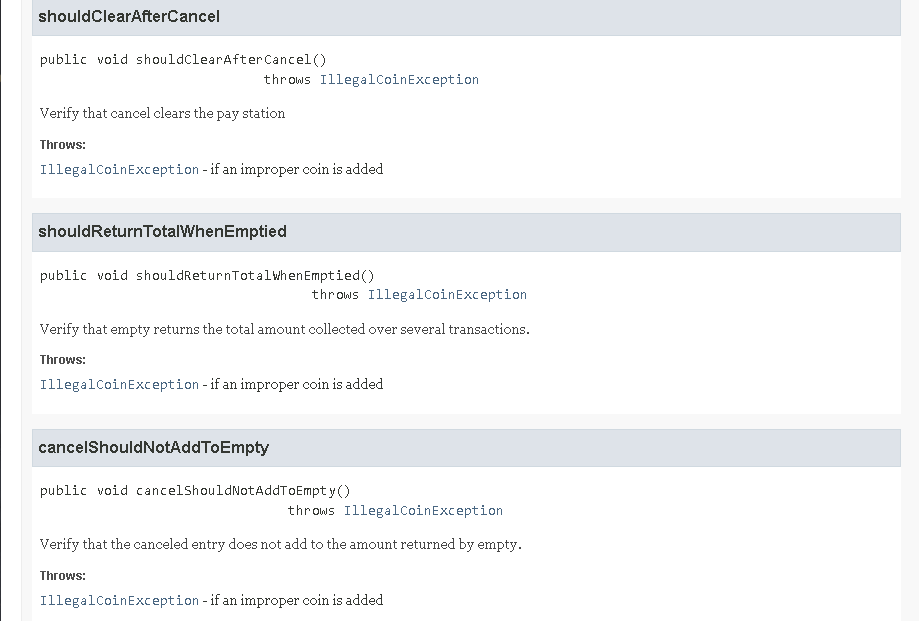 shouldClearAfterCancel
public void shouldClearAfterCancel()
throws IllegalCoinException
Verify that cancel clears the pay station
Throws:
IllegalCoinException - if an improper coin is added
shouldReturnTotalWhenEmptied
public void shouldReturnTotalWhenEmptied()
throws IllegalCoinException
Verify that empty returns the total amount collected over several transactions.
Throws:
IllegalCoinException - if an improper coin is added
cancelShouldNotAddToEmpty
public void cancelShouldNotAddToEmpty()
throws IllegalCoinException
Verify that the canceled entry does not add to the amount returned by empty.
Throws:
IllegalCoinException - if an improper coin is added